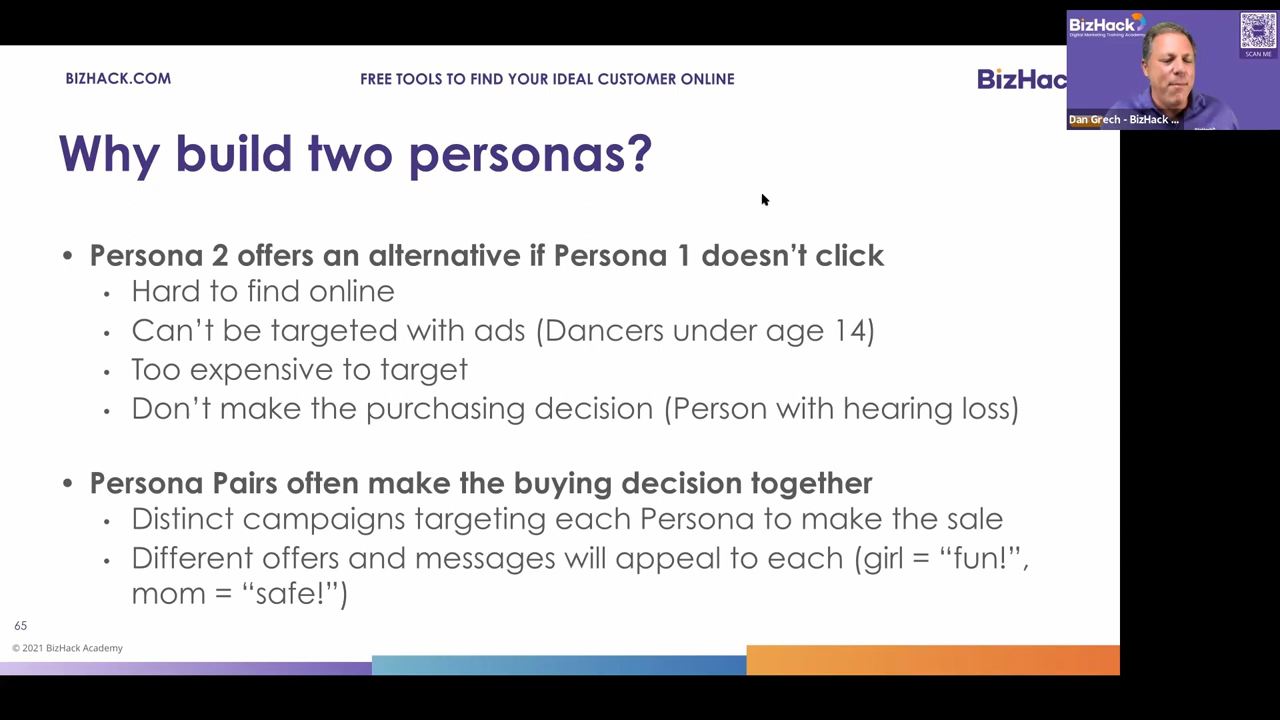 BIZHACK.COM
FREE TOOLS TO FIND YOUR IDEAL CUSTOMER ONLINE
BizHac
BizHack
Digital Marketing Training Academy
SCAN ME
Dan Grech - BizHack ...
Why build two personas?
• Persona 2 offers an alternative if Persona 1 doesn’t click
• Hard to find online
• Can’t be targeted with ads (Dancers under age 14)
• Too expensive to target
• Don’t make the purchasing decision (Person with hearing loss)
• Persona Pairs often make the buying decision together
• Distinct campaigns targeting each Persona to make the sale
• Different offers and messages will appeal to each (girl = “fun!”,
mom = “safe!”)
65
© 2021 BizHack Academy